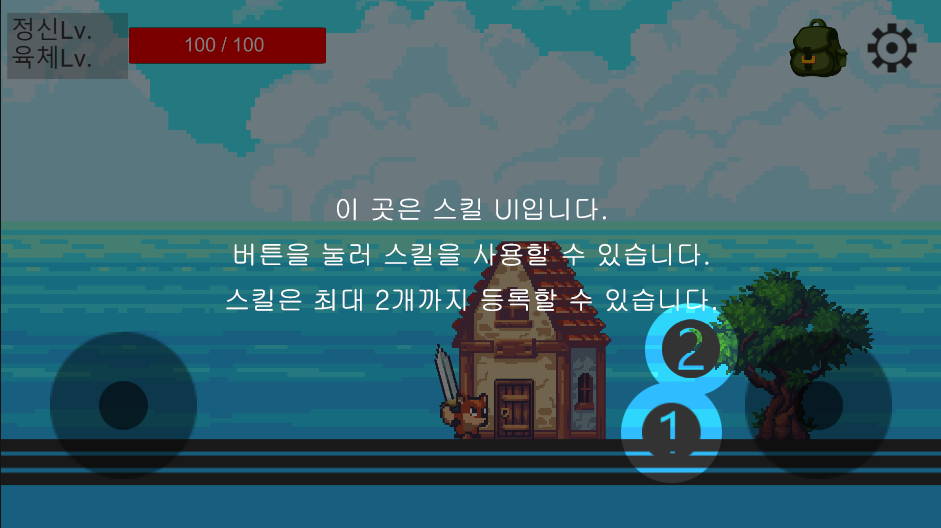 정신Lv.
육체Lv.
100 / 100
이 곳은 스킬 UI입니다.
버튼을 눌러 스킬을 사용할 수 있습니다.
스킬은 최대 2개까지 등록할 수 있습니다.
2
1